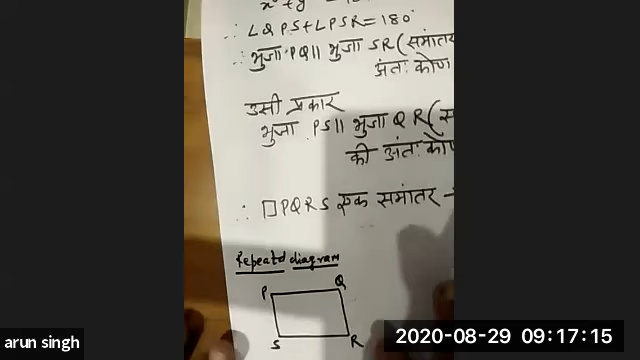 x° + y
∴ ∠QPS+∠PSR=180°
∴ भुजा PQ || भुजा SR (समांतर
अंतः कोण
उसी प्रकार
भुजा PS || भुजा QR (स
की अंतः कोण
∴ □PQRS एक समांतर
Repeatd diagram
P Q
S R
arun singh
2020-08-29 09:17:15